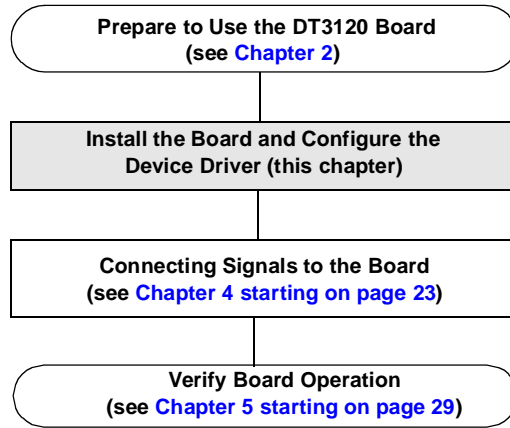 Prepare to Use the DT3120 Board
(see Chapter 2)
Install the Board and Configure the
Device Driver (this chapter)
Connecting Signals to the Board
(see Chapter 4 starting on page 23)
Verify Board Operation
(see Chapter 5 starting on page 29)